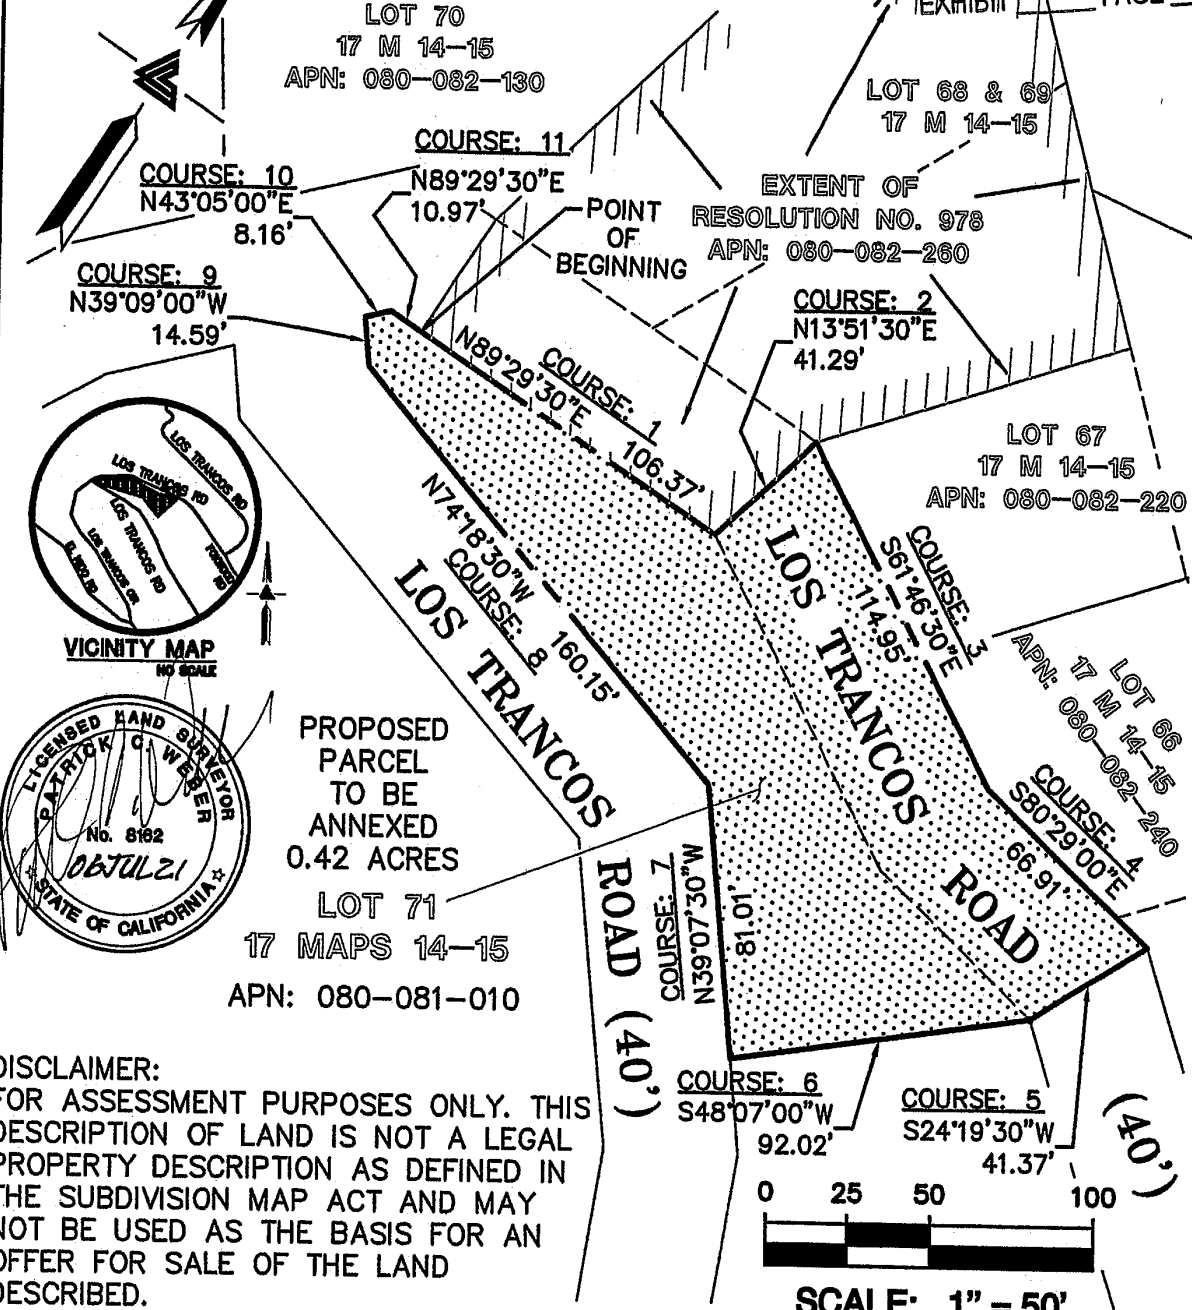 EXHIBIT
PAGE
LOT 70
17 M 14-15
APN: 080-082-130
LOT 68 & 69
17 M 14-15
COURSE: 11
N89°29'30"E
10.97'
COURSE: 10
N43°05'00"E
8.16'
EXTENT OF
RESOLUTION NO. 978
APN: 080-082-260
POINT
OF
BEGINNING
COURSE: 9
N39°09'00"W
14.59'
COURSE: 2
N13°51'30"E
41.29'
COURSE: 1
N89°29'30"E
106.37'
LOT 67
17 M 14-15
APN: 080-082-220
LOS TRANCOS RD
LOS TRANCOS RD
LOS TRANCOS RD
LOS TRANCOS CIR
VICINITY MAP
NO SCALE
N74°18'30"W
COURSE: 8
160.15'
LOS TRANCOS
ROAD (40')
LOS TRANCOS
ROAD
(40')
COURSE: 3
S61°46'30"E
114.95'
LOT 66
17 M 14-15
APN: 080-082-240
COURSE: 4
S80°29'00"E
66.91'
LICENSED LAND SURVEYOR
PATRICK C. WEBER
No. 8162
06JUL21
STATE OF CALIFORNIA
PROPOSED
PARCEL
TO BE
ANNEXED
0.42 ACRES
LOT 71
17 MAPS 14-15
APN: 080-081-010
COURSE: 7
N39°07'30"W
81.01'
COURSE: 6
S48°07'00"W
92.02'
COURSE: 5
S24°19'30"W
41.37'
DISCLAIMER:
FOR ASSESSMENT PURPOSES ONLY. THIS
DESCRIPTION OF LAND IS NOT A LEGAL
PROPERTY DESCRIPTION AS DEFINED IN
THE SUBDIVISION MAP ACT AND MAY
NOT BE USED AS THE BASIS FOR AN
OFFER FOR SALE OF THE LAND
DESCRIBED.
0 25 50 100
SCALE: 1" = 50'